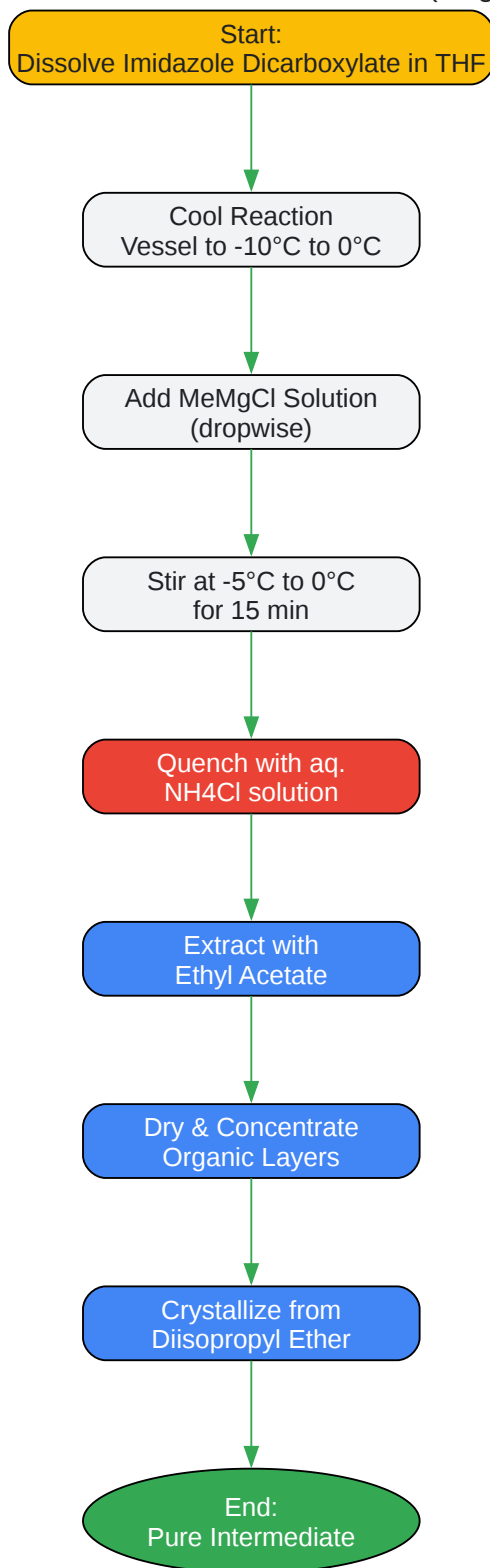 Start:
Dissolve Imidazole Dicarboxylate in THF
Cool Reaction
Vessel to -10°C to 0°C
Add MeMgCl Solution
(dropwise)
Stir at -5°C to 0°C
for 15 min
Quench with aq.
NH4Cl solution
Extract with
Ethyl Acetate
Dry & Concentrate
Organic Layers
Crystallize from
Diisopropyl Ether
End:
Pure Intermediate